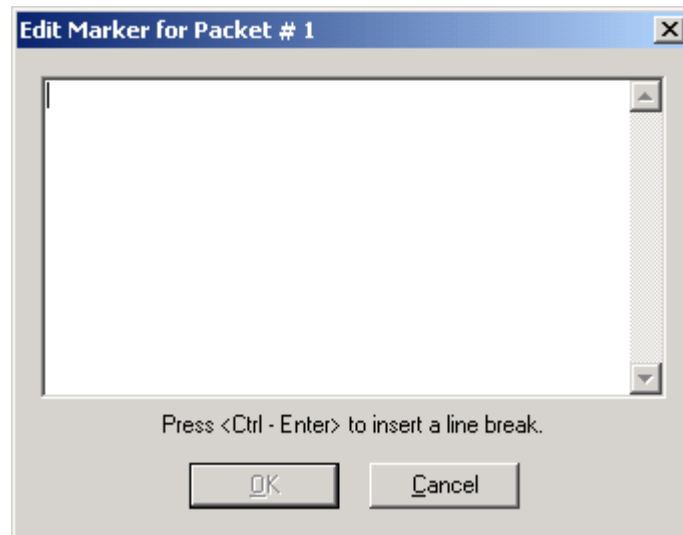 Edit Marker for Packet # 1
Press <Ctrl - Enter> to insert a line break.
OK
Cancel